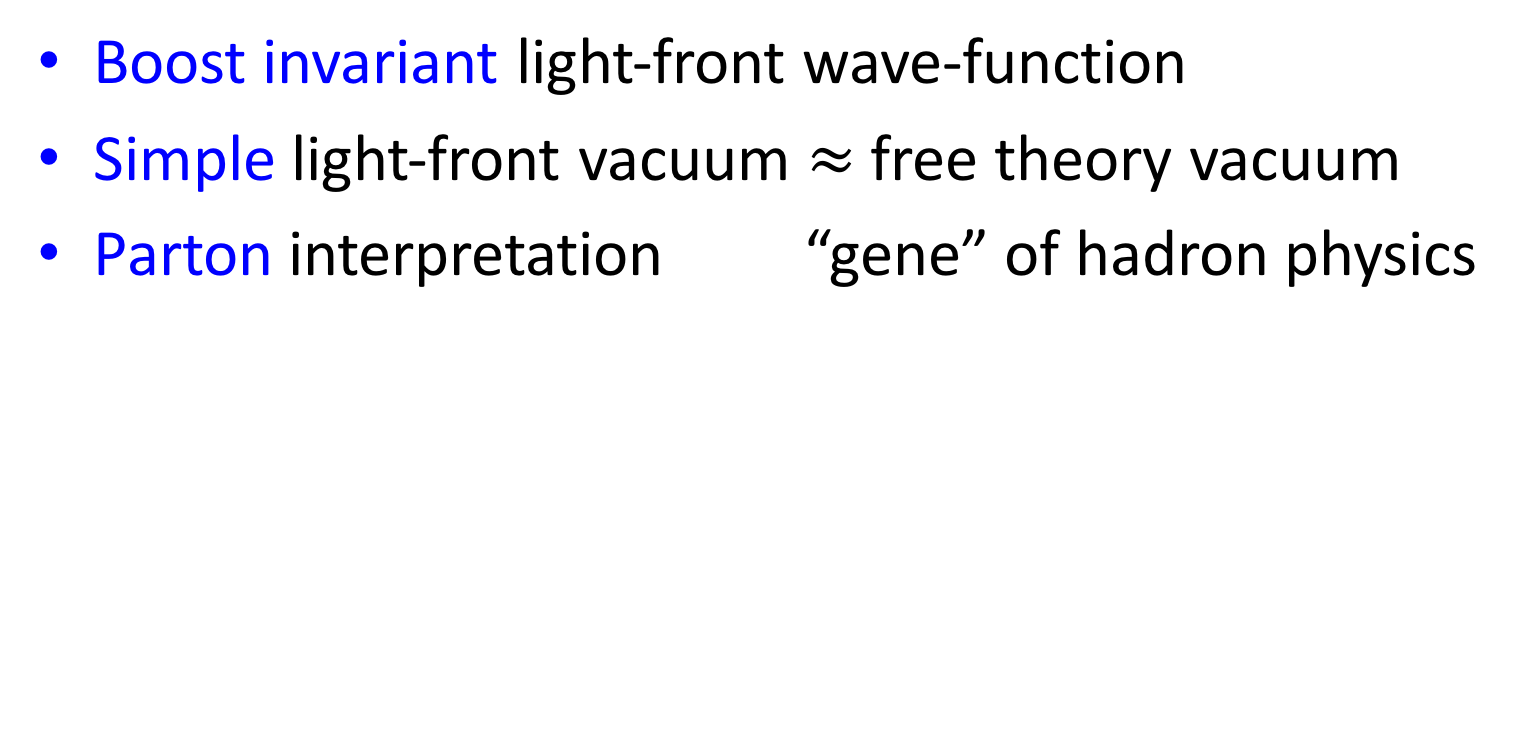 • Boost invariant light-front wave-function
• Simple light-front vacuum ≈ free theory vacuum
• Parton interpretation “gene” of hadron physics